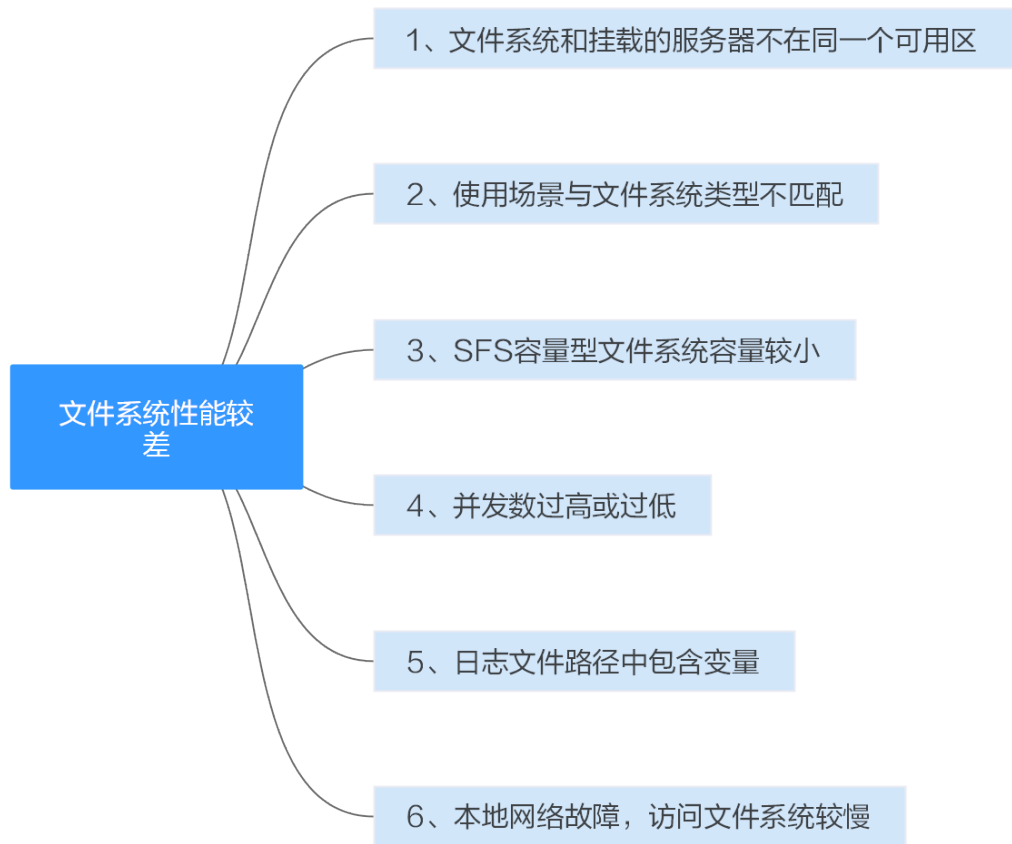 1、文件系统和挂载的服务器不在同一个可用区
2、使用场景与文件系统类型不匹配
3、SFS容量型文件系统容量较小
文件系统性能较
差
4、并发数过高或过低
5、日志文件路径中包含变量
6、本地网络故障，访问文件系统较慢